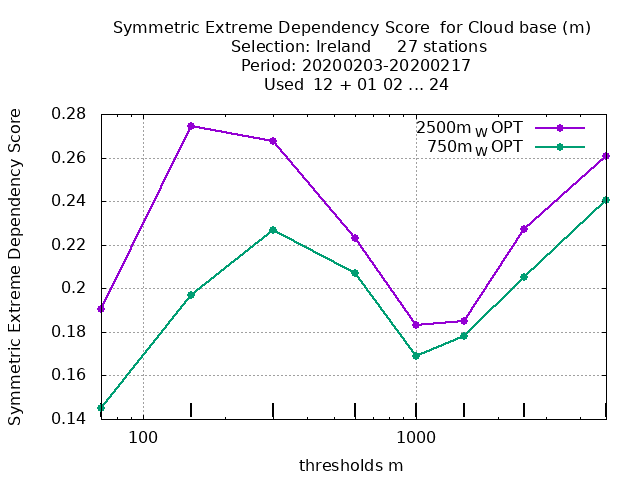 Symmetric Extreme Dependency Score for Cloud base (m)
Selection: Ireland 27 stations
Period: 20200203-20200217
Used 12 + 01 02 ... 24
Symmetric Extreme Dependency Score
0.28
0.26
0.24
0.22
0.2
0.18
0.16
0.14
2500m W OPT
750m W OPT
100
1000
thresholds m